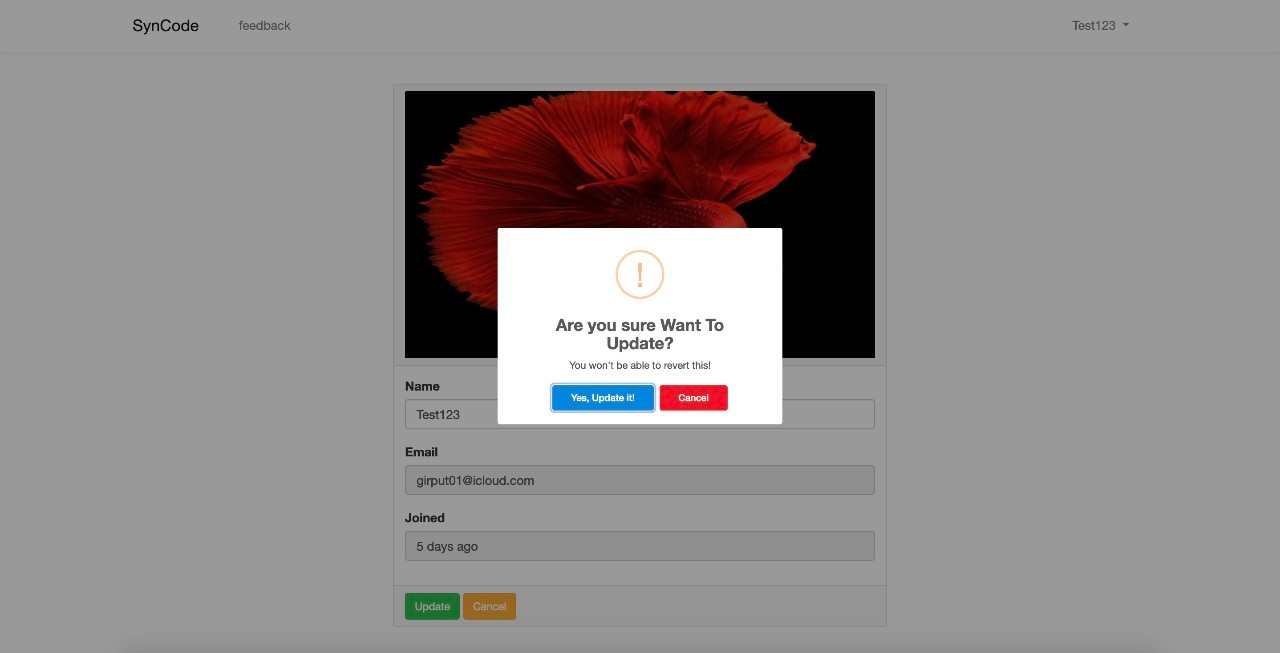 SynCode feedback Test123
!
Are you sure Want To
Update?
You won't be able to revert this!
Yes, Update it! Cancel
Name
Test123
Email
girput01@icloud.com
Joined
5 days ago
Update Cancel